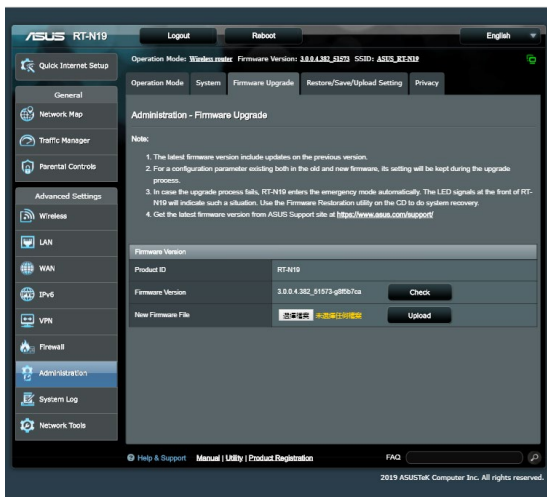 ASUS RT-N19 Logout Reboot English
Quick Internet Setup
General
Network Map
Traffic Manager
Parental Controls
Advanced Settings
Wireless
LAN
WAN
IPv6
VPN
Firewall
Administration
System Log
Network Tools
Operation Mode: Wireless router Firmware Version: 3.0.0.4.382_51573 SSID: ASUS_RT-N19
Operation Mode System Firmware Upgrade Restore/Save/Upload Setting Privacy
Administration - Firmware Upgrade
Note:
1. The latest firmware version include updates on the previous version.
2. For a configuration parameter existing both in the old and new firmware, its setting will be kept during the upgrade
process.
3. In case the upgrade process fails, RT-N19 enters the emergency mode automatically. The LED signals at the front of RT-
N19 will indicate such a situation. Use the Firmware Restoration utility on the CD to do system recovery.
4. Get the latest firmware version from ASUS Support site at https://www.asus.com/support/
Firmware Version
Product ID RT-N19
Firmware Version 3.0.0.4.382_51573-g8f5b7ca Check
New Firmware File 選擇檔案 未選擇任何檔案 Upload
Help & Support Manual | Utility | Product Registration FAQ
2019 ASUSTeK Computer Inc. All rights reserved.